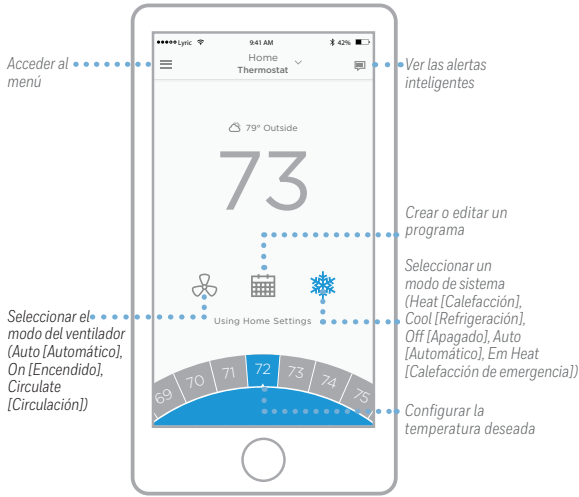 Lyric 9:41 AM 42%
Home
Thermostat
Acceder al
menú
Ver las alertas
inteligentes
79° Outside
73
Crear o editar un
programa
Seleccionar un
modo de sistema
(Heat [Calefacción],
Cool [Refrigeración],
Off [Apagado], Auto
[Automático], Em Heat
[Calefacción de emergencia])
Seleccionar el
modo del ventilador
(Auto [Automático],
On [Encendido],
Circulate
[Circulación])
Using Home Settings
69 70 71 72 73 74 75
Configurar la
temperatura deseada